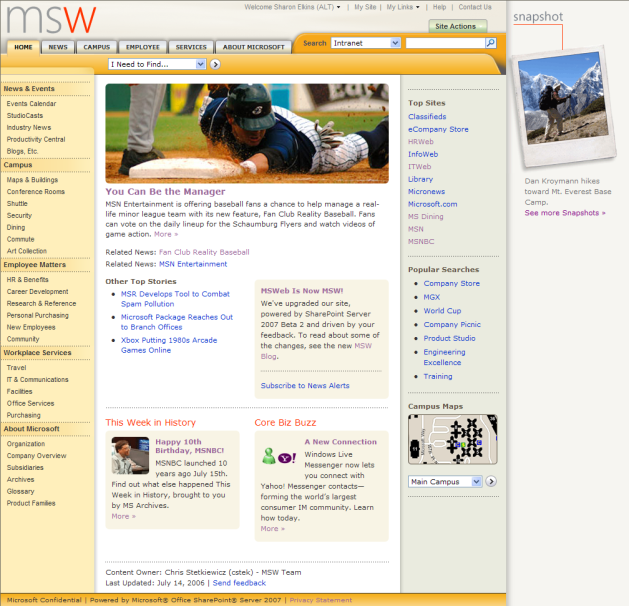 msw
Welcome Sharon Elkins (ALT) | My Site | My Links | Help | Contact Us
Site Actions
HOME NEWS CAMPUS EMPLOYEE SERVICES ABOUT MICROSOFT
Search Intranet
I Need to Find...
News & Events
Events Calendar
StudioCasts
Industry News
Productivity Central
Blogs, Etc.
Campus
Maps & Buildings
Conference Rooms
Shuttle
Security
Dining
Commute
Art Collection
Employee Matters
HR & Benefits
Career Development
Research & Reference
Personal Purchasing
New Employees
Community
Workplace Services
Travel
IT & Communications
Facilities
Office Services
Purchasing
About Microsoft
Organization
Company Overview
Subsidiaries
Archives
Glossary
Product Families
You Can Be the Manager
MSN Entertainment is offering baseball fans a chance to help manage a real-
life minor league team with its new feature, Fan Club Reality Baseball. Fans
can vote on the daily lineup for the Schaumburg Flyers and watch videos of
game action. More »
Related News: Fan Club Reality Baseball
Related News: MSN Entertainment
Other Top Stories
• MSR Develops Tool to Combat
Spam Pollution
• Microsoft Package Reaches Out
to Branch Offices
• Xbox Putting 1980s Arcade
Games Online
MSWeb Is Now MSW!
We've upgraded our site,
powered by SharePoint Server
2007 Beta 2 and driven by your
feedback. To read about some of
the changes, see the new MSW
Blog.
Subscribe to News Alerts
This Week in History
Happy 10th
Birthday, MSNBC!
MSNBC launched 10
years ago July 15th.
Find out what else happened This
Week in History, brought to you
by MS Archives.
More »
Core Biz Buzz
Y!
A New Connection
Windows Live
Messenger now lets
you connect with
Yahoo! Messenger contacts—
forming the world's largest
consumer IM community. Learn
how today.
More »
Content Owner: Chris Stetkiewicz (cstek) - MSW Team
Last Updated: July 14, 2006 | Send feedback
Top Sites
Classifieds
eCompany Store
HRWeb
InfoWeb
ITWeb
Library
Micronews
Microsoft.com
MS Dining
MSN
MSNBC
Popular Searches
• Company Store
• MGX
• World Cup
• Company Picnic
• Product Studio
• Engineering
Excellence
• Training
Campus Maps
Main Campus
snapshot
Dan Kroymann hikes
toward Mt. Everest Base
Camp.
See more Snapshots »
Microsoft Confidential | Powered by Microsoft® Office SharePoint® Server 2007 | Privacy Statement